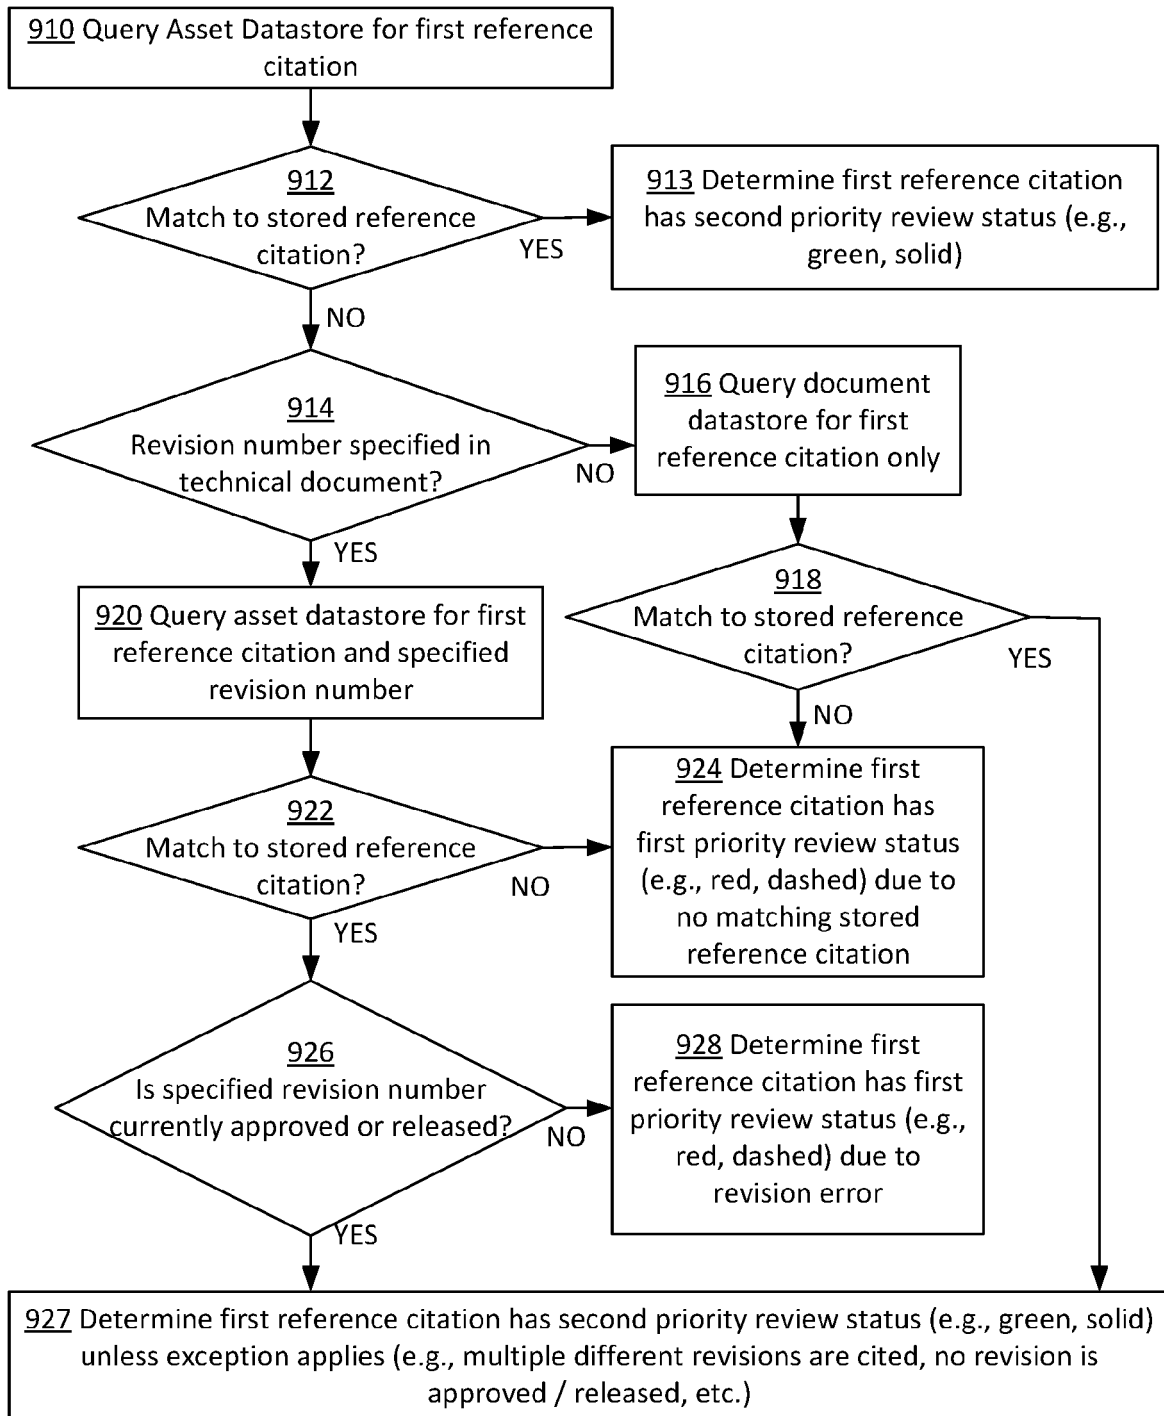 910 Query Asset Datastore for first reference
citation
912
Match to stored reference
citation?
YES
913 Determine first reference citation
has second priority review status (e.g.,
green, solid)
NO
914
Revision number specified in
technical document?
NO
916 Query document
datastore for first
reference citation only
YES
918
Match to stored reference
citation?
YES
NO
920 Query asset datastore for first
reference citation and specified
revision number
922
Match to stored reference
citation?
NO
924 Determine first
reference citation has
first priority review status
(e.g., red, dashed) due to
no matching stored
reference citation
YES
926
Is specified revision number
currently approved or released?
NO
928 Determine first
reference citation has first
priority review status (e.g.,
red, dashed) due to
revision error
YES
927 Determine first reference citation has second priority review status (e.g., green, solid)
unless exception applies (e.g., multiple different revisions are cited, no revision is
approved / released, etc.)